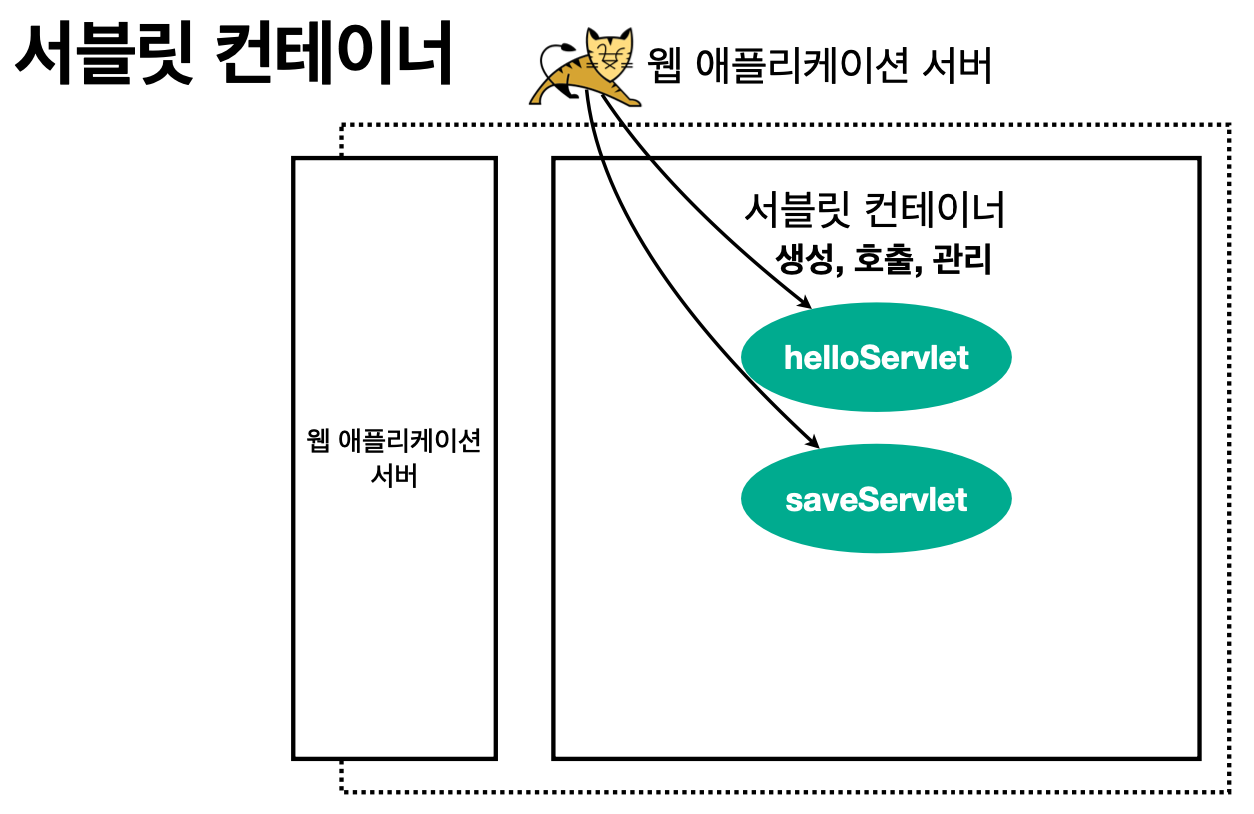 서블릿 컨테이너
웹 애플리케이션 서버
서블릿 컨테이너
생성, 호출, 관리
helloServlet
웹 애플리케이션
서버
saveServlet